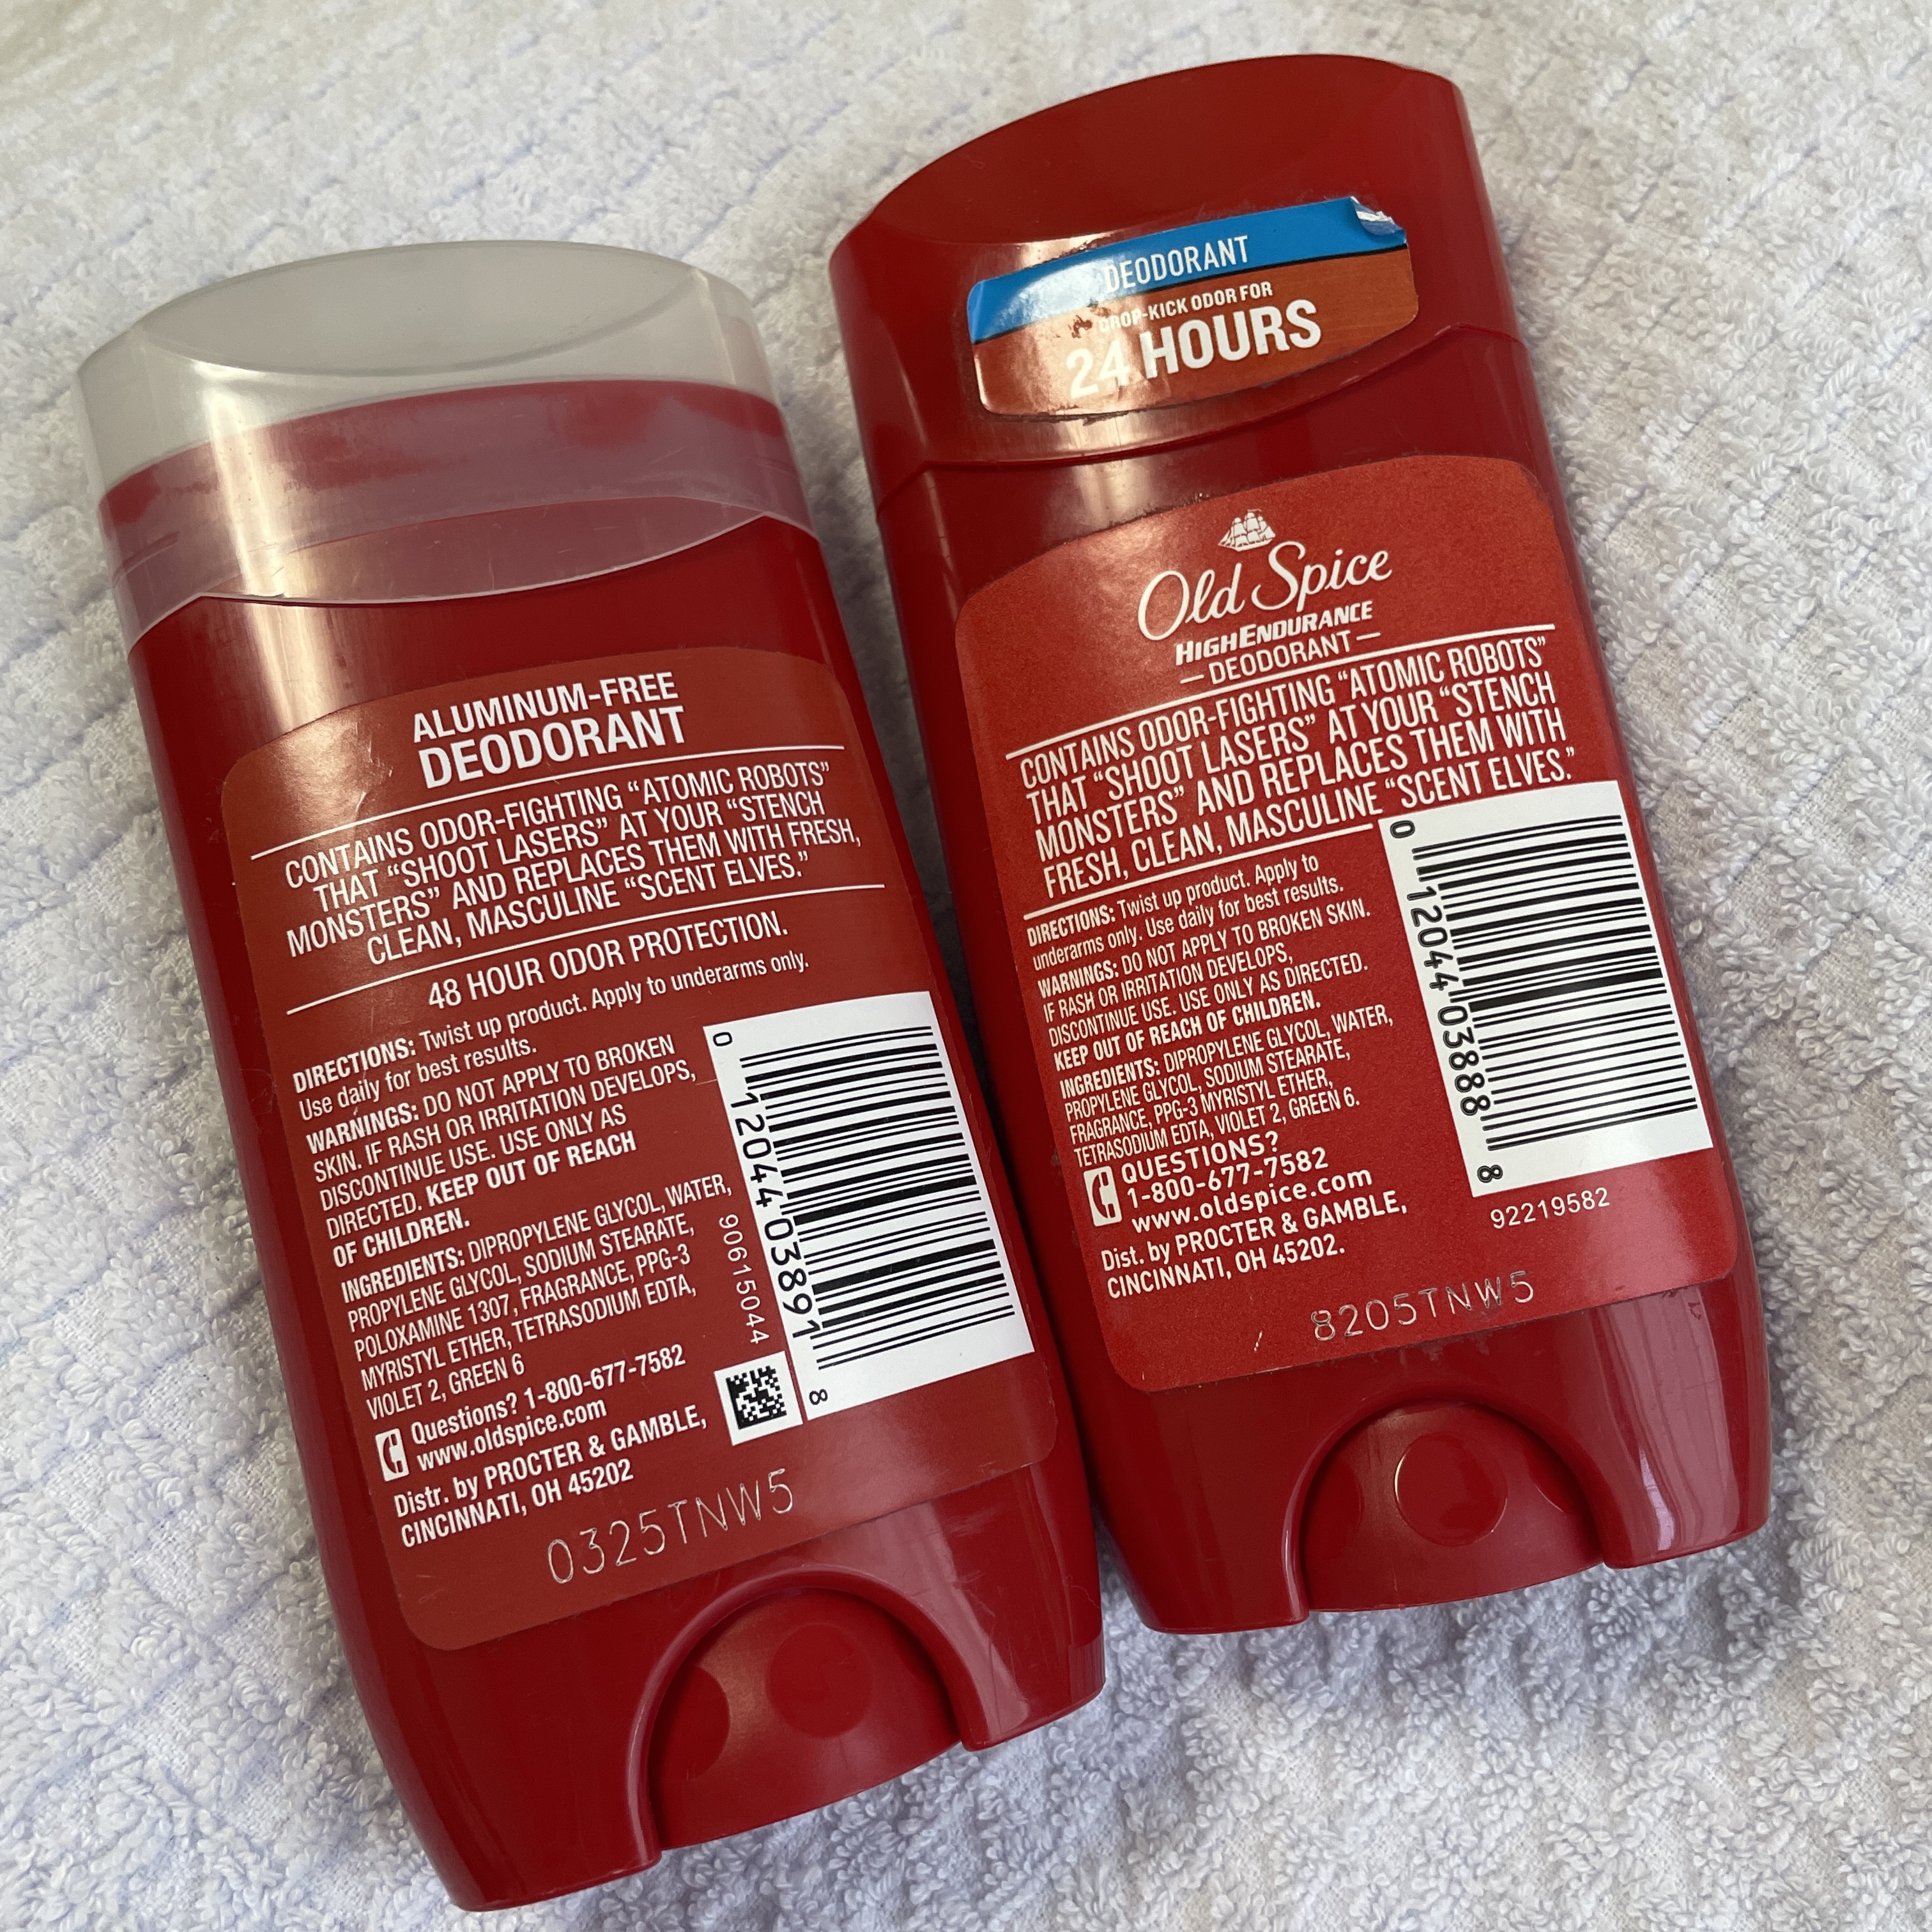 ALUMINUM-FREE
DEODORANT
CONTAINS ODOR-FIGHTING “ATOMIC ROBOTS”
THAT “SHOOT LASERS” AT YOUR “STENCH
MONSTERS” AND REPLACES THEM WITH FRESH,
CLEAN, MASCULINE “SCENT ELVES.”
48 HOUR ODOR PROTECTION.
DIRECTIONS: Twist up product. Apply to underarms only.
Use daily for best results.
WARNINGS: DO NOT APPLY TO BROKEN
SKIN. IF RASH OR IRRITATION DEVELOPS,
DISCONTINUE USE. USE ONLY AS
DIRECTED. KEEP OUT OF REACH
OF CHILDREN.
INGREDIENTS: DIPROPYLENE GLYCOL, WATER,
PROPYLENE GLYCOL, SODIUM STEARATE,
POLOXAMINE 1307, FRAGRANCE, PPG-3
MYRISTYL ETHER, TETRASODIUM EDTA,
VIOLET 2, GREEN 6
Questions? 1-800-677-7582
www.oldspice.com
Distr. by PROCTER & GAMBLE,
CINCINNATI, OH 45202
90615044
0 12044 03891 8
0325TNW5
DEODORANT
DROP-KICK ODOR FOR
24 HOURS
Old Spice
HIGH ENDURANCE
— DEODORANT —
CONTAINS ODOR-FIGHTING “ATOMIC ROBOTS”
THAT “SHOOT LASERS” AT YOUR “STENCH
MONSTERS” AND REPLACES THEM WITH
FRESH, CLEAN, MASCULINE “SCENT ELVES.”
DIRECTIONS: Twist up product. Apply to
underarms only. Use daily for best results.
WARNINGS: DO NOT APPLY TO BROKEN SKIN.
IF RASH OR IRRITATION DEVELOPS,
DISCONTINUE USE. USE ONLY AS DIRECTED.
KEEP OUT OF REACH OF CHILDREN.
INGREDIENTS: DIPROPYLENE GLYCOL, WATER,
PROPYLENE GLYCOL, SODIUM STEARATE,
FRAGRANCE, PPG-3 MYRISTYL ETHER,
TETRASODIUM EDTA, VIOLET 2, GREEN 6.
QUESTIONS?
1-800-677-7582
www.oldspice.com
Dist. by PROCTER & GAMBLE,
CINCINNATI, OH 45202.
0 12044 03888 8
92219582
8205TNW5